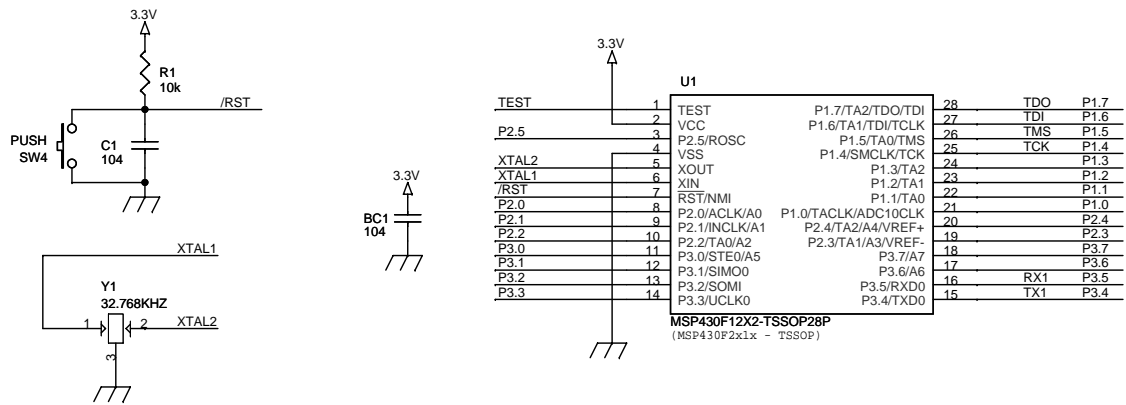 3.3V
R1
10k
/RST
PUSH
SW4
C1
104
3.3V
BC1
104
XTAL1
Y1
32.768KHZ
1
2
XTAL2
3
3.3V
U1
TEST 1 TEST
2 VCC
P2.5 3 P2.5/ROSC
4 VSS
XTAL2 5 XOUT
XTAL1 6 XIN
/RST 7 RST/NMI
P2.0 8 P2.0/ACLK/A0
P2.1 9 P2.1/INCLK/A1
P2.2 10 P2.2/TA0/A2
P3.0 11 P3.0/STE0/A5
P3.1 12 P3.1/SIMO0
P3.2 13 P3.2/SOMI
P3.3 14 P3.3/UCLK0
P1.7/TA2/TDO/TDI 28 TDO P1.7
P1.6/TA1/TDI/TCLK 27 TDI P1.6
P1.5/TA0/TMS 26 TMS P1.5
P1.4/SMCLK/TCK 25 TCK P1.4
P1.3/TA2 24 P1.3
P1.2/TA1 23 P1.2
P1.1/TA0 22 P1.1
P1.0/TACLK/ADC10CLK 21 P1.0
P2.4/TA2/A4/VREF+ 20 P2.4
P2.3/TA1/A3/VREF- 19 P2.3
P3.7/A7 18 P3.7
P3.6/A6 17 P3.6
P3.5/RXD0 16 RX1 P3.5
P3.4/TXD0 15 TX1 P3.4
MSP430F12X2-TSSOP28P
(MSP430F2x1x - TSSOP)